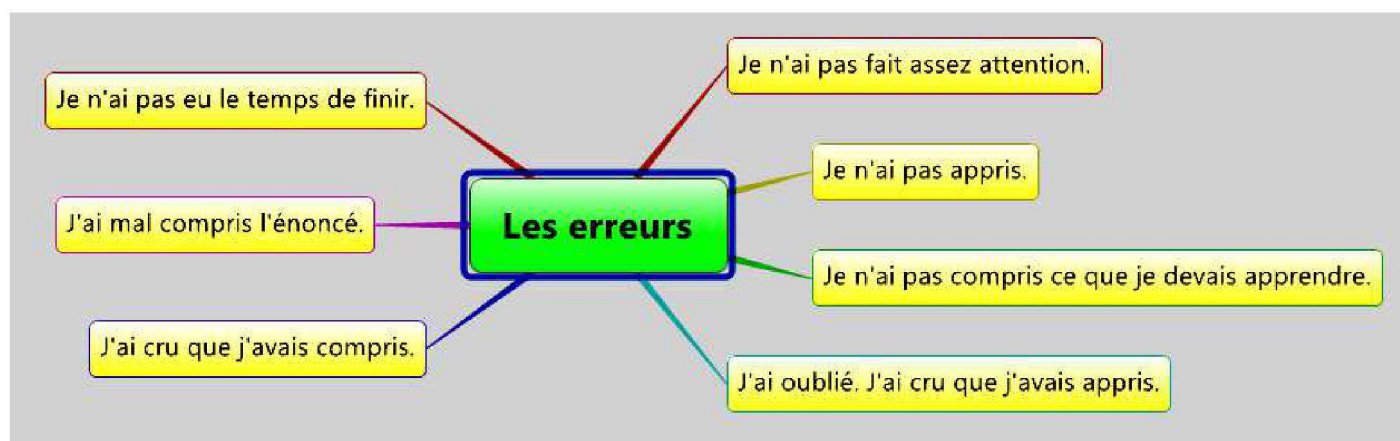 Je n'ai pas fait assez attention.
Je n'ai pas eu le temps de finir.
Je n'ai pas appris.
J'ai mal compris l'énoncé.
Les erreurs
Je n'ai pas compris ce que je devais apprendre.
J'ai cru que j'avais compris.
J'ai oublié. J'ai cru que j'avais appris.